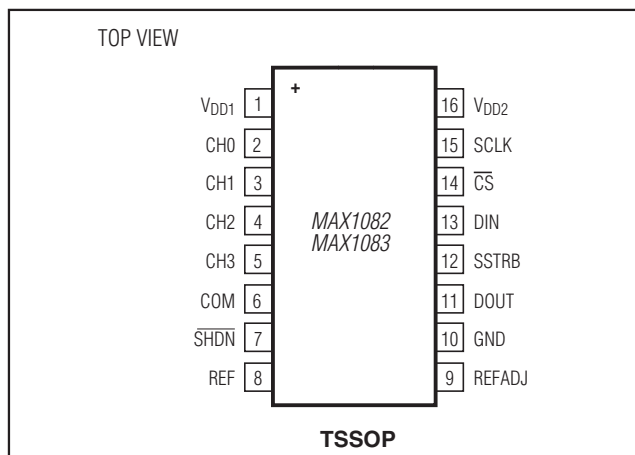 TOP VIEW
+
VDD1 1 16 VDD2
CH0 2 15 SCLK
CH1 3 14 CS
CH2 4 MAX1082 13 DIN
MAX1083
CH3 5 12 SSTRB
COM 6 11 DOUT
SHDN 7 10 GND
REF 8 9 REFADJ
TSSOP